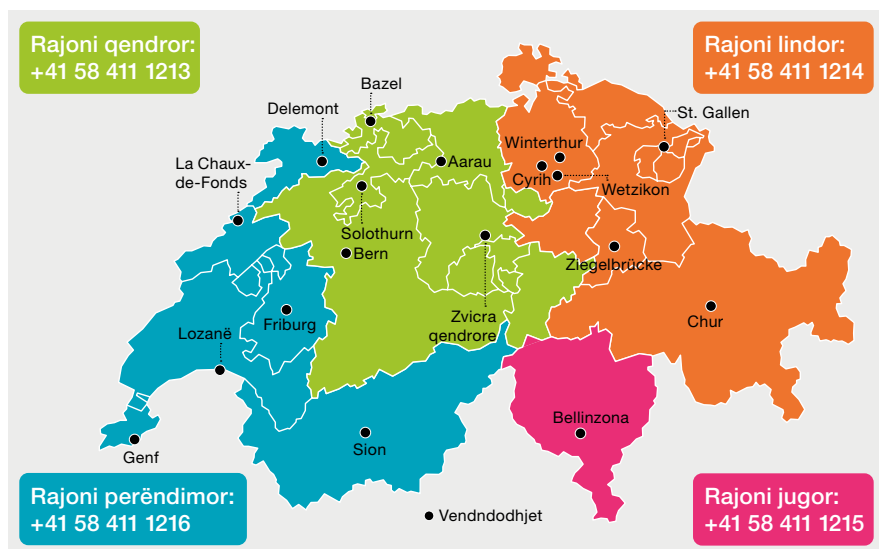 Rajoni qendror:
+41 58 411 1213
Rajoni lindor:
+41 58 411 1214
Bazel
Delemont
St. Gallen
La Chaux-
de-Fonds
Winterthur
Aarau
Cyrih
Wetzikon
Solothurn
Bern
Ziegelbrücke
Zvicra
qendrore
Friburg
Lozanë
Chur
Bellinzona
Sion
Genf
Rajoni perëndimor:
+41 58 411 1216
Vendndodhjet
Rajoni jugor:
+41 58 411 1215